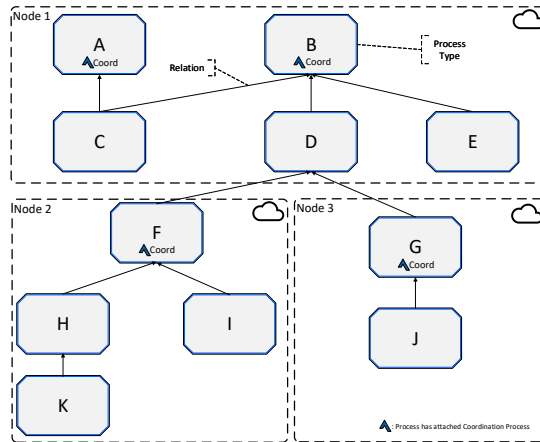 Node 1
A
Coord
B
Coord
Process
Type
Relation
C
D
E
Node 2
Node 3
F
Coord
G
Coord
H
I
J
K
: Process has attached Coordination Process